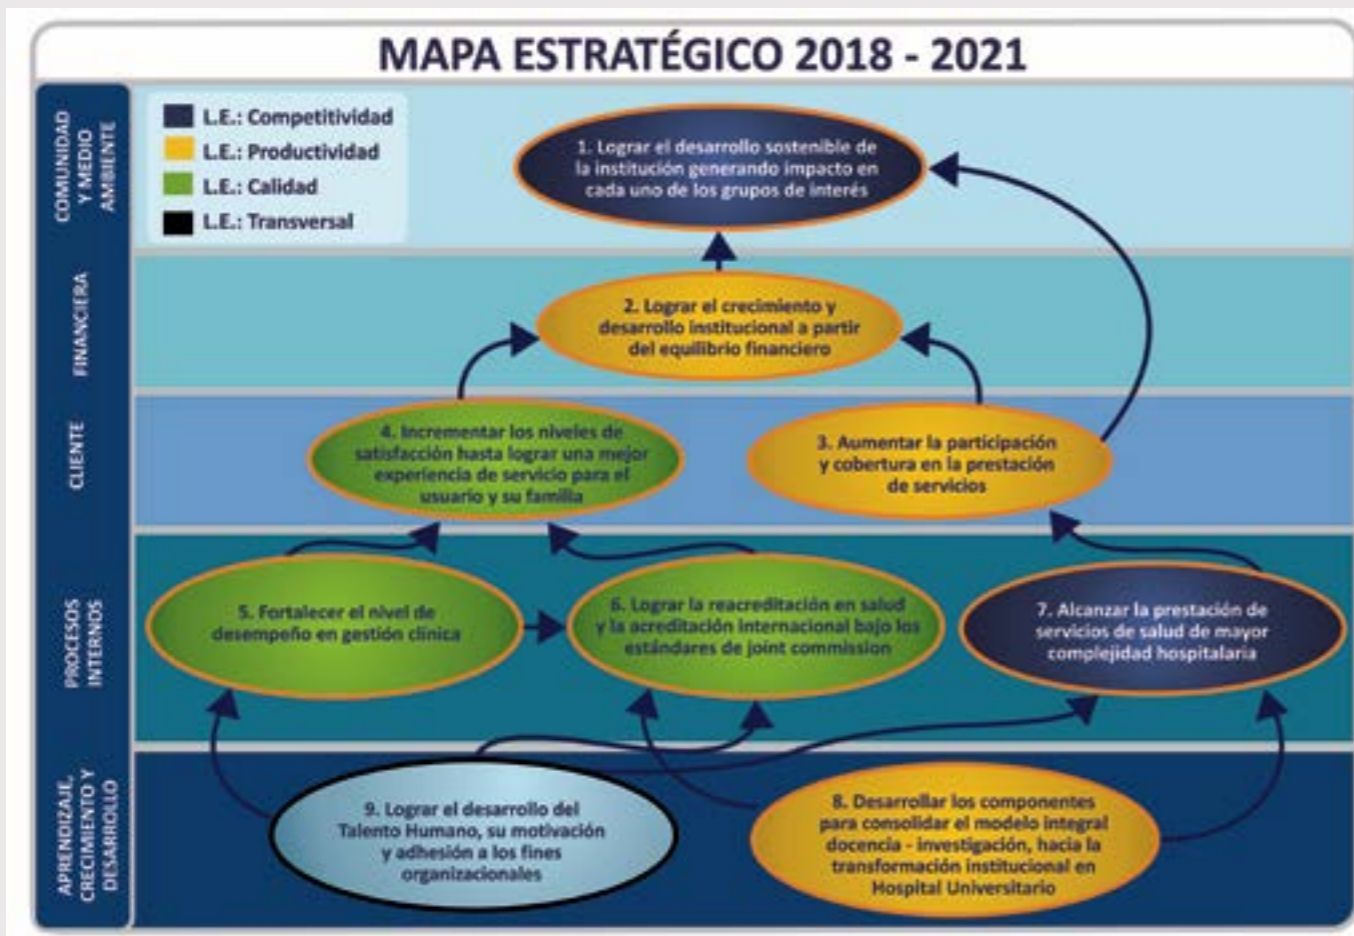 MAPA ESTRATÉGICO 2018 - 2021
COMUNIDAD
Y MEDIO
AMBIENTE
L.E.: Competitividad
L.E.: Productividad
L.E.: Calidad
L.E.: Transversal
1. Lograr el desarrollo sostenible de
la institución generando impacto en
cada uno de los grupos de interés
FINANCIERA
2. Lograr el crecimiento y
desarrollo institucional a partir
del equilibrio financiero
CLIENTE
4. Incrementar los niveles de
satisfacción hasta lograr una mejor
experiencia de servicio para el
usuario y su familia
3. Aumentar la participación
y cobertura en la prestación
de servicios
PROCESOS
INTERNOS
5. Fortalecer el nivel de
desempeño en gestión clínica
6. Lograr la reacreditación en salud
y la acreditación internacional bajo los
estándares de joint commission
7. Alcanzar la prestación de
servicios de salud de mayor
complejidad hospitalaria
APRENDIZAJE,
CRECIMIENTO Y
DESARROLLO
9. Lograr el desarrollo del
Talento Humano, su motivación
y adhesión a los fines
organizacionales
8. Desarrollar los componentes
para consolidar el modelo integral
docencia - investigación, hacia la
transformación institucional en
Hospital Universitario